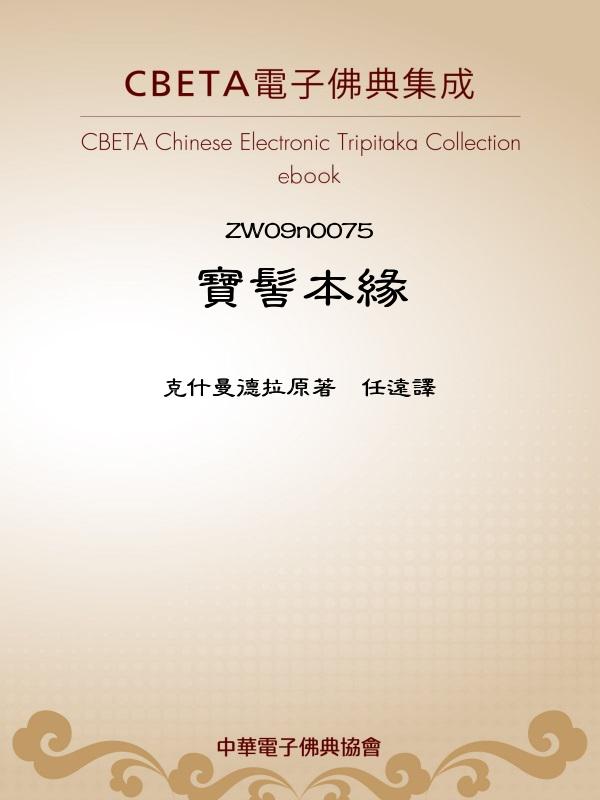 CBETA電子佛典集成
CBETA Chinese Electronic Tripitaka Collection
ebook
ZW09n0075
寶髻本緣
克什曼德拉原著　任遠譯
中華電子佛典協會